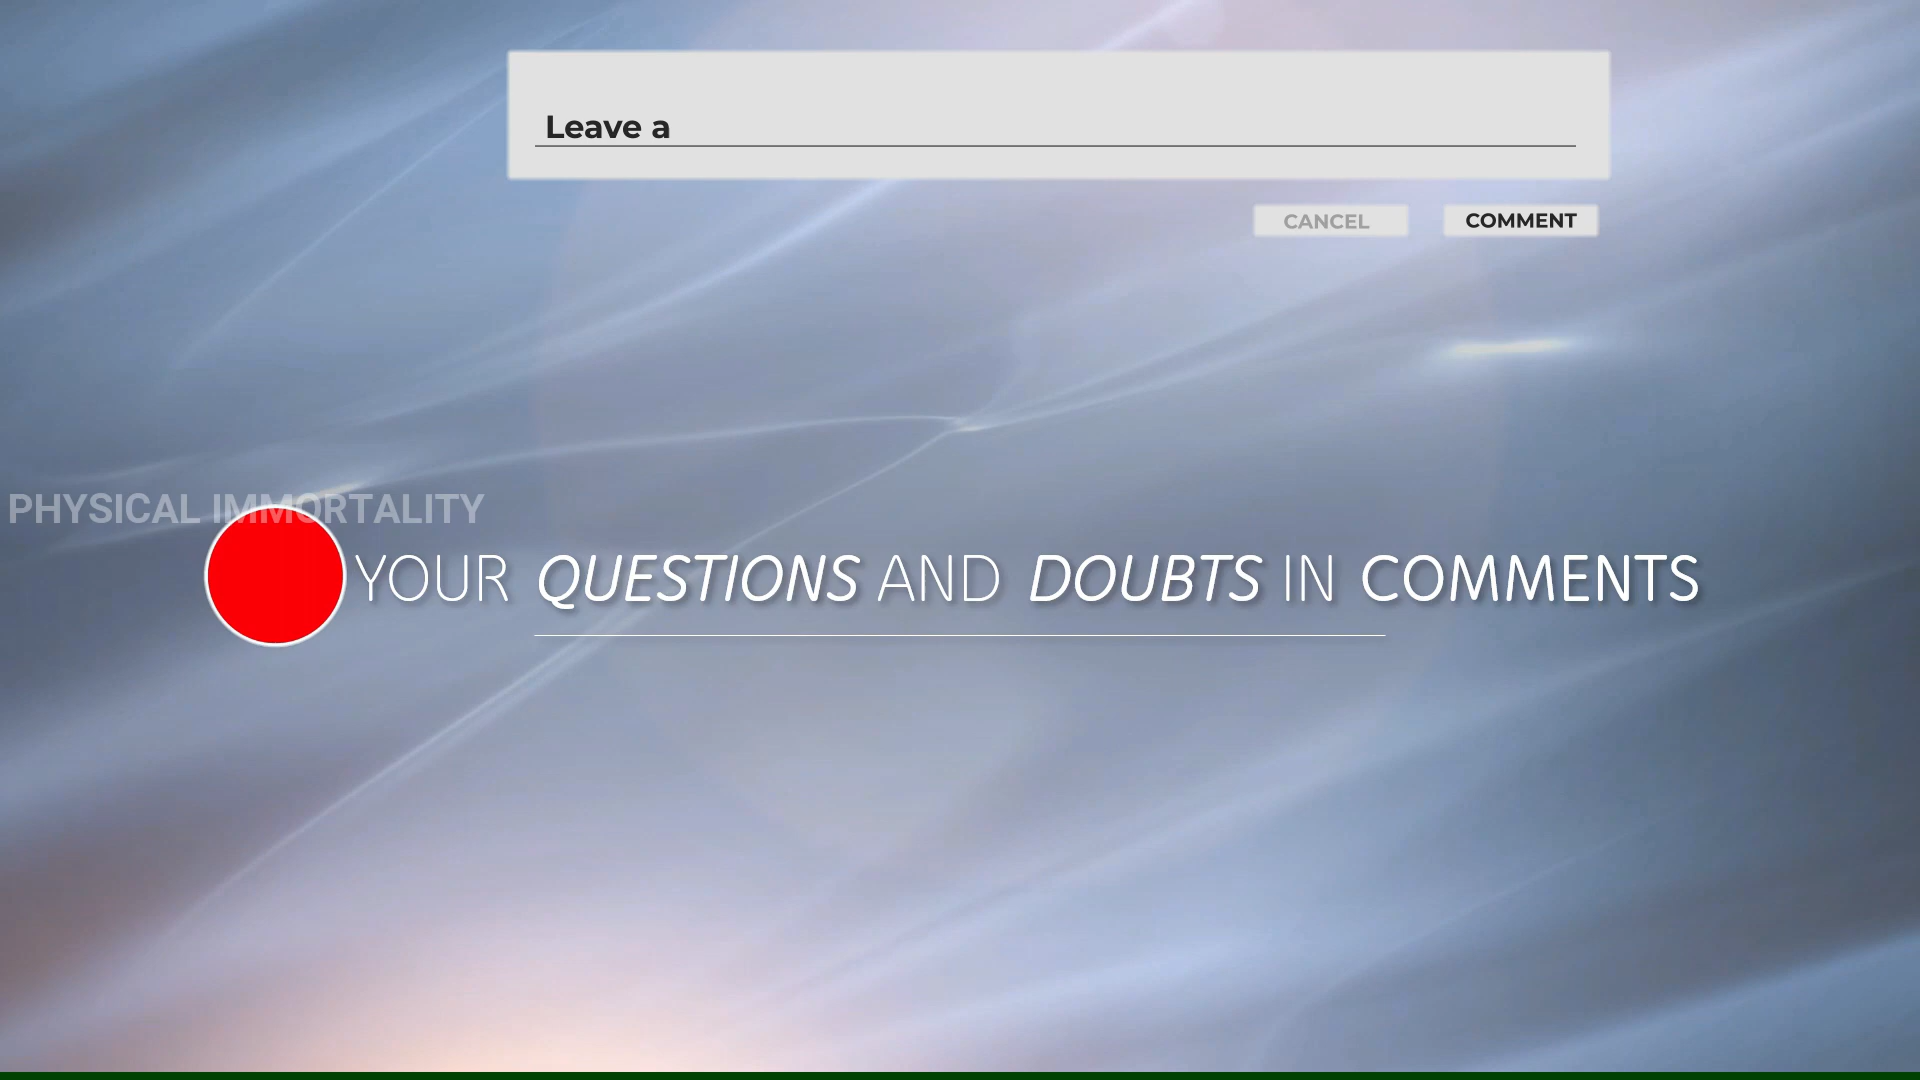 Leave a
CANCEL COMMENT
PHYSICAL IMMORTALITY
YOUR QUESTIONS AND DOUBTS IN COMMENTS